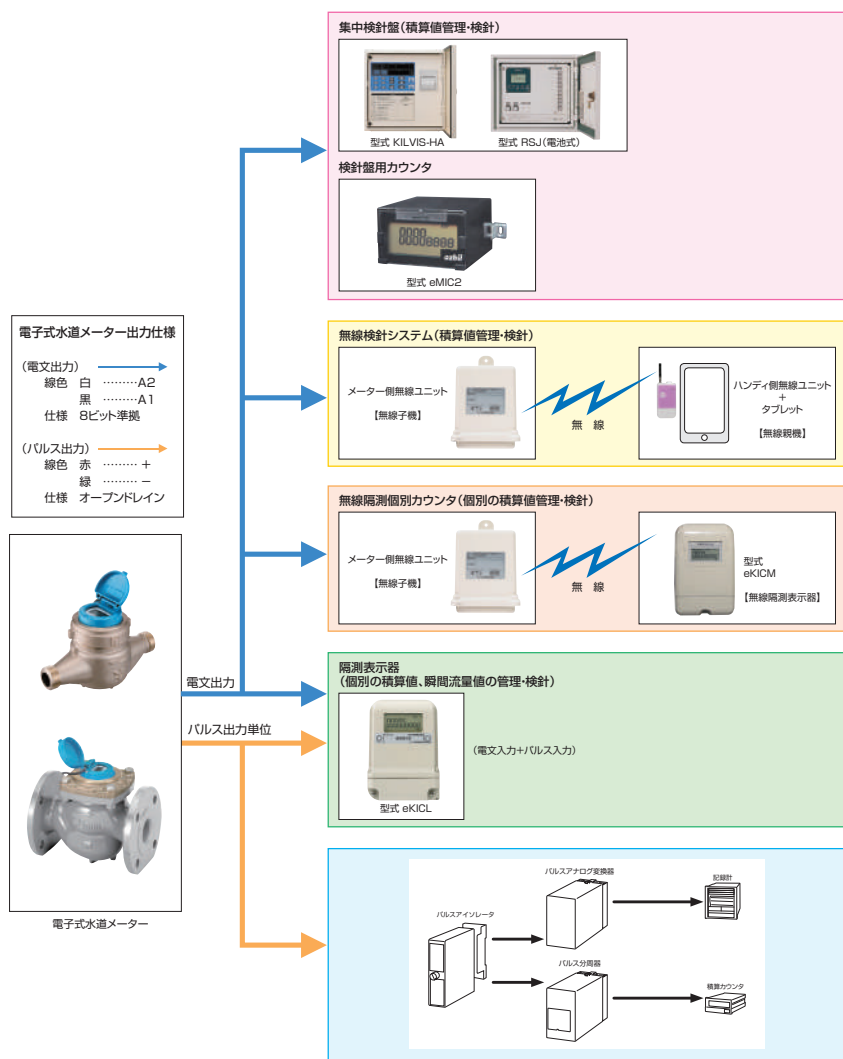 集中検針盤(積算値管理・検針)
型式 KILVIS-HA
型式 RSJ(電池式)
検針盤用カウンタ
azbil
型式 eMIC2
電子式水道メーター出力仕様
(電文出力)
線色 白 ………A2
黒 ………A1
仕様 8ビット準拠
(パルス出力)
線色 赤 ……… +
緑 ……… −
仕様 オープンドレイン
無線検針システム(積算値管理・検針)
メーター側無線ユニット
【無線子機】
無 線
ハンディ側無線ユニット
+
タブレット
【無線親機】
無線隔測個別カウンタ(個別の積算値管理・検針)
メーター側無線ユニット
【無線子機】
無 線
型式
eKICM
【無線隔測表示器】
電文出力
パルス出力単位
電子式水道メーター
隔測表示器
(個別の積算値、瞬間流量値の管理・検針)
(電文入力+パルス入力)
型式 eKICL
パルスアナログ変換器
記録計
パルスアイソレータ
パルス分周器
積算カウンタ